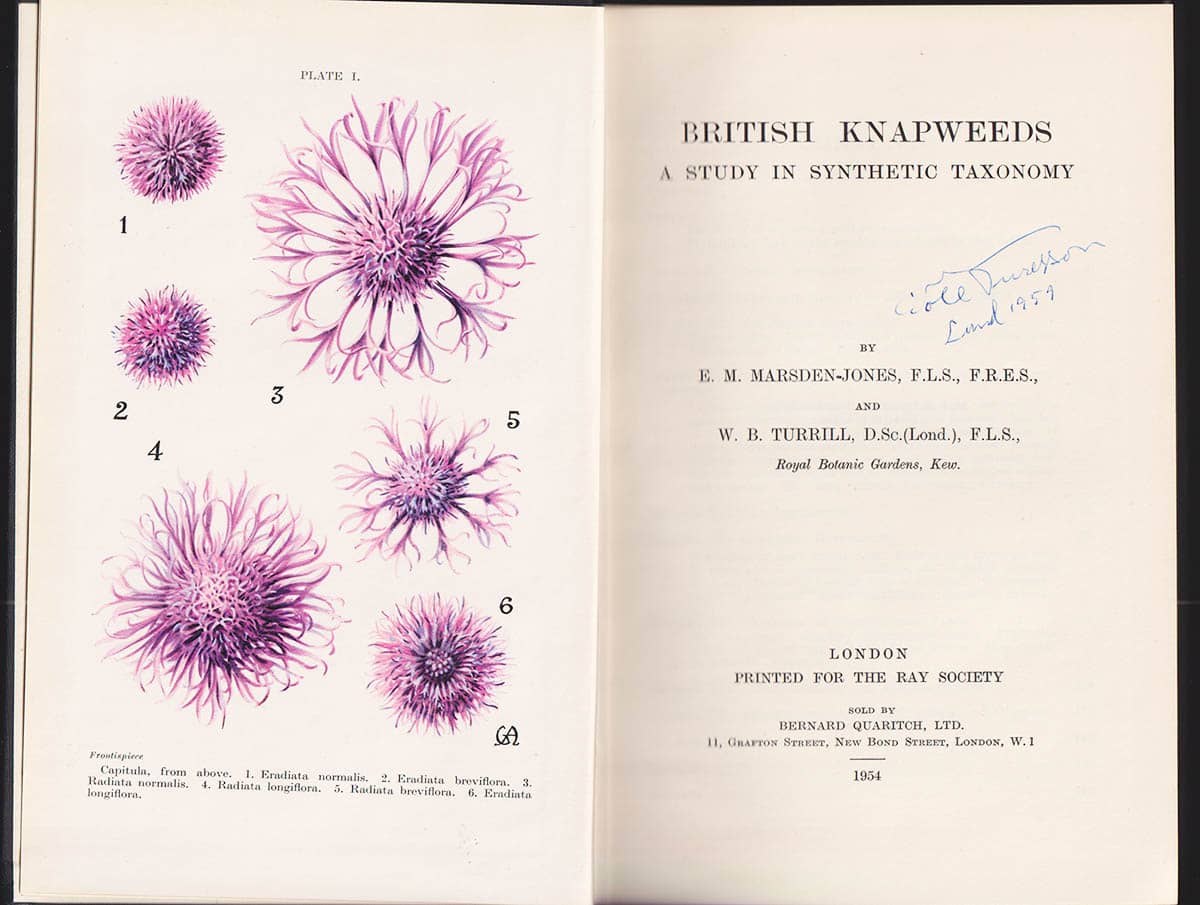 PLATE I.
1
2
3
4
5
6
GA
Frontispiece
Capitula, from above. 1. Eradiata normalis. 2. Eradiata breviflora. 3.
Radiata normalis. 4. Radiata longiflora. 5. Radiata breviflora. 6. Eradiata
longiflora.
BRITISH KNAPWEEDS
A STUDY IN SYNTHETIC TAXONOMY
Turesson
Lund 1959
BY
E. M. MARSDEN-JONES, F.L.S., F.R.E.S.,
AND
W. B. TURRILL, D.Sc.(Lond.), F.L.S.,
Royal Botanic Gardens, Kew.
LONDON
PRINTED FOR THE RAY SOCIETY
SOLD BY
BERNARD QUARITCH, LTD.
11, GRAFTON STREET, NEW BOND STREET, LONDON, W. 1
1954